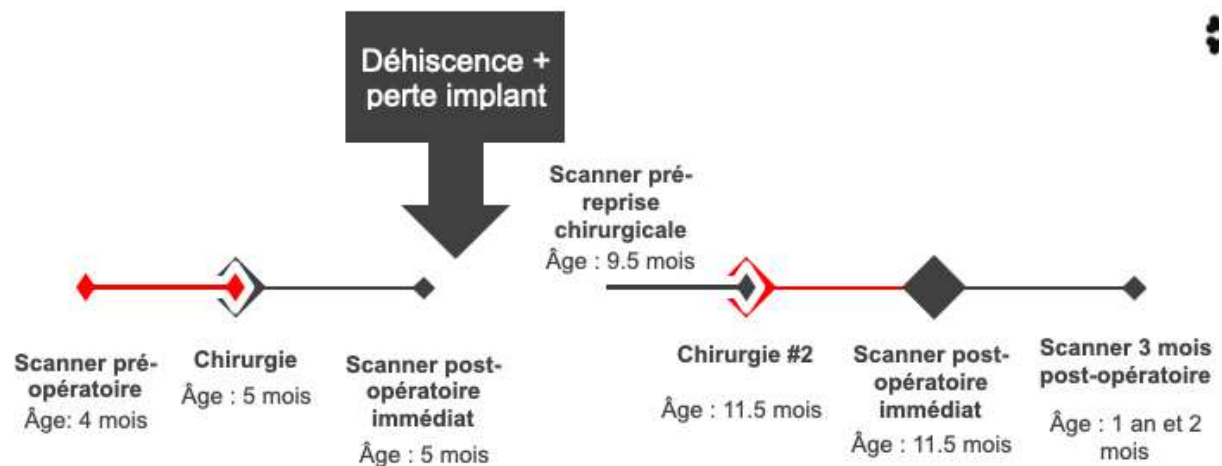 Déhiscence +
perte implant
Scanner pré-
reprise
chirurgicale
Âge : 9.5 mois
Scanner pré-
opératoire
Âge: 4 mois
Chirurgie
Âge : 5 mois
Scanner post-
opératoire
immédiat
Âge : 5 mois
Chirurgie #2
Âge : 11.5 mois
Scanner post-
opératoire
immédiat
Âge : 11.5 mois
Scanner 3 mois
post-opératoire
Âge : 1 an et 2
mois